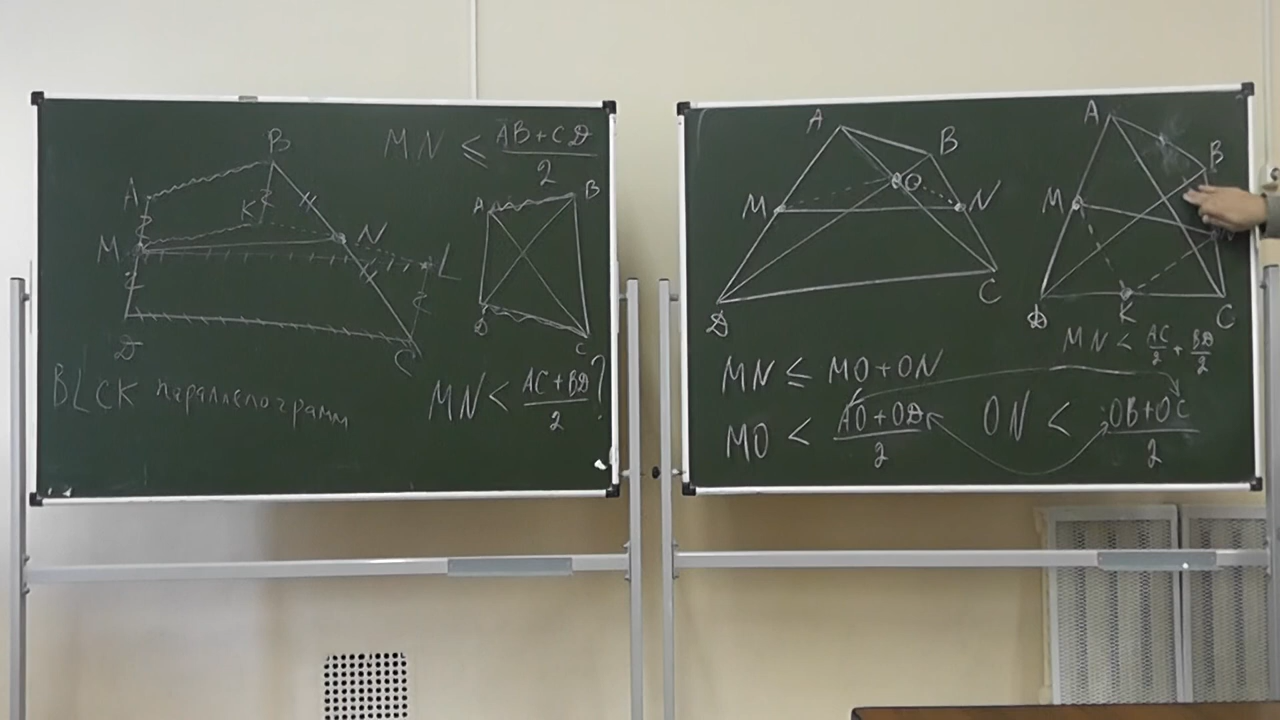 MN ≤ (AB+CD)/2
B
A
K
M
N
L
D
C
A
B
D
C
BLCK параллелограмм
MN < (AC+BD)/2 ?
A
B
O
M
N
D
C
A
B
M
D
K
C
MN < AC/2 + BD/2
MN ≤ MO+ON
MO < (AO+OD)/2
ON < (OB+OC)/2